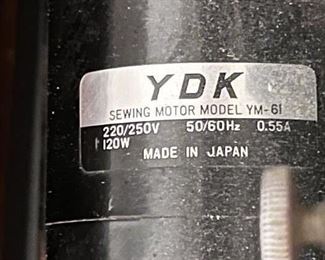 YDK
SEWING MOTOR MODEL YM-61
220/250V 50/60Hz 0.55A
120W
MADE IN JAPAN